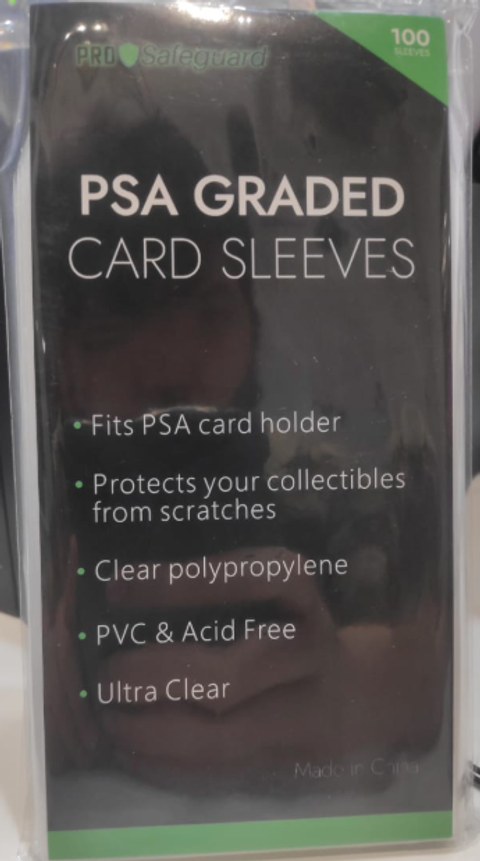 PRO Safeguard
100
SLEEVES
PSA GRADED
CARD SLEEVES
• Fits PSA card holder
• Protects your collectibles
from scratches
• Clear polypropylene
• PVC & Acid Free
• Ultra Clear
Made in China